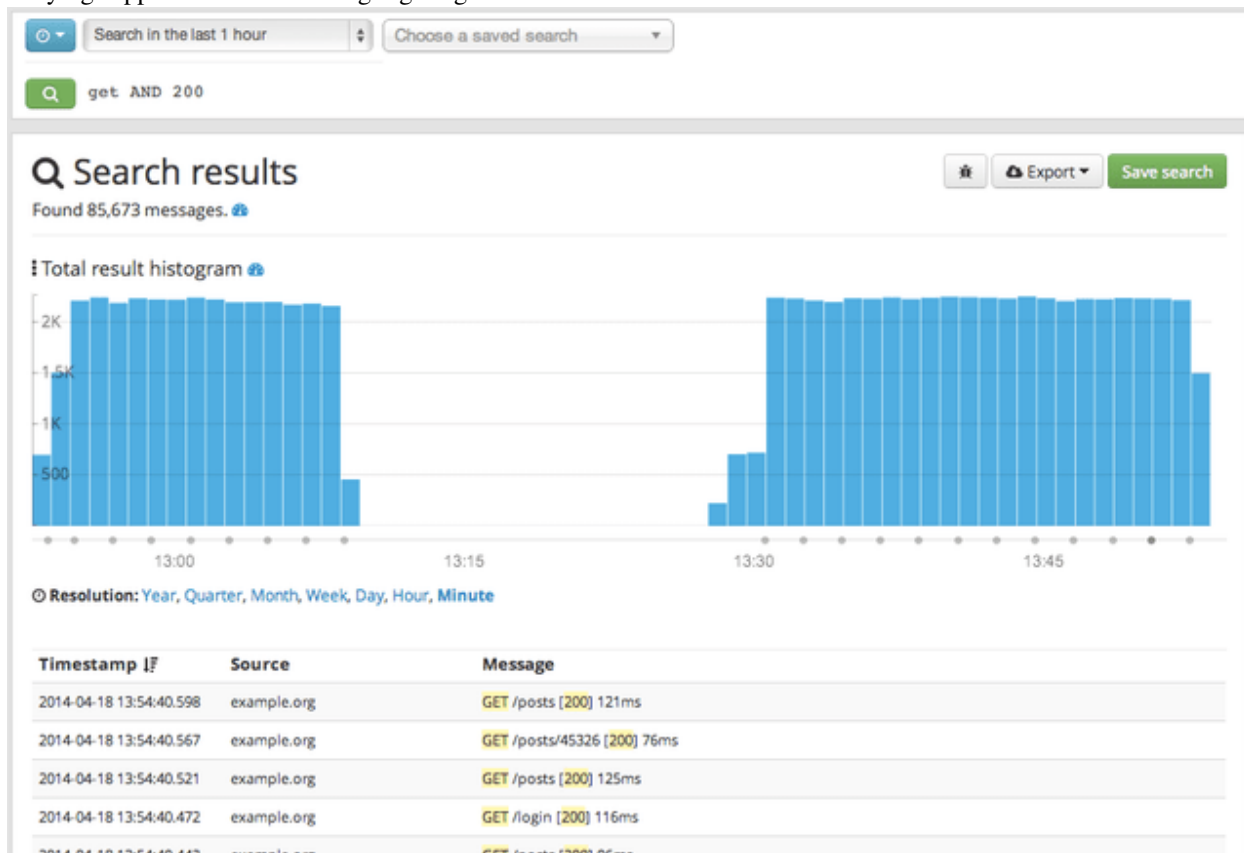 Search in the last 1 hour Choose a saved search
get AND 200
Search results Export Save search
Found 85,673 messages.
Total result histogram
2K
1.5K
1K
500
13:00 13:15 13:30 13:45
Resolution: Year, Quarter, Month, Week, Day, Hour, Minute
Timestamp Source Message
2014-04-18 13:54:40.598 example.org GET /posts [200] 121ms
2014-04-18 13:54:40.567 example.org GET /posts/45326 [200] 76ms
2014-04-18 13:54:40.521 example.org GET /posts [200] 125ms
2014-04-18 13:54:40.472 example.org GET /login [200] 116ms